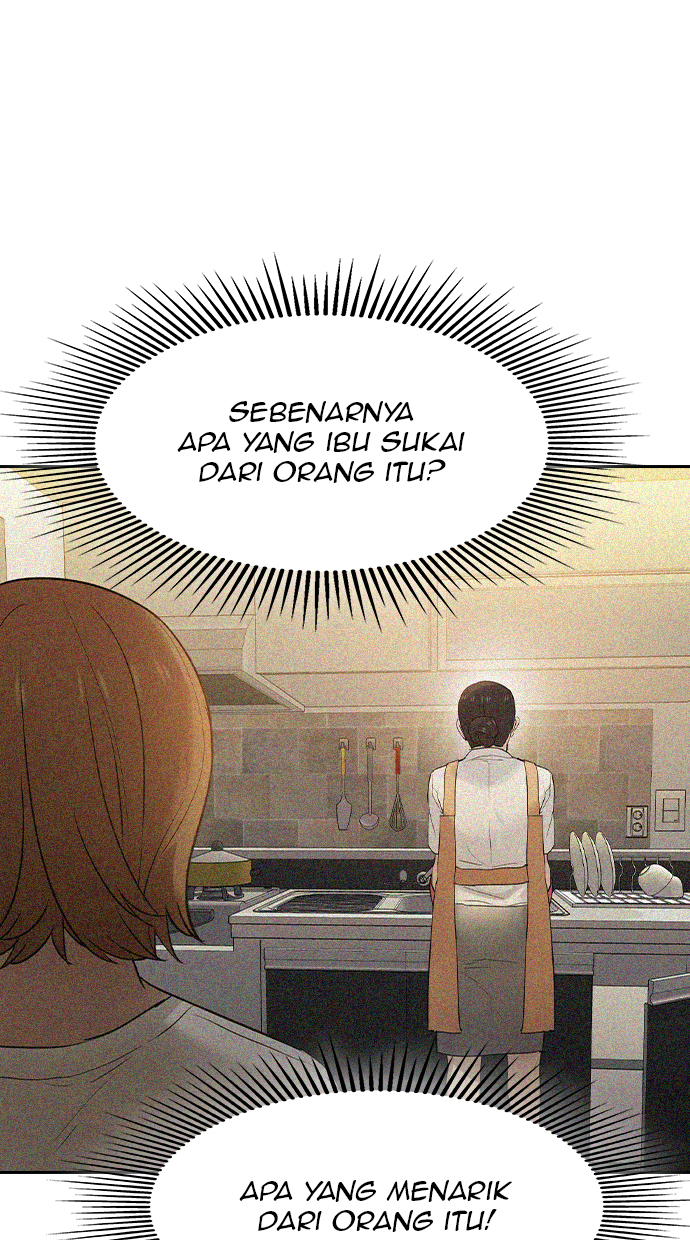 SEBENARNYA
APA YANG IBU SUKAI
DARI ORANG ITU?
APA YANG MENARIK
DARI ORANG ITU!